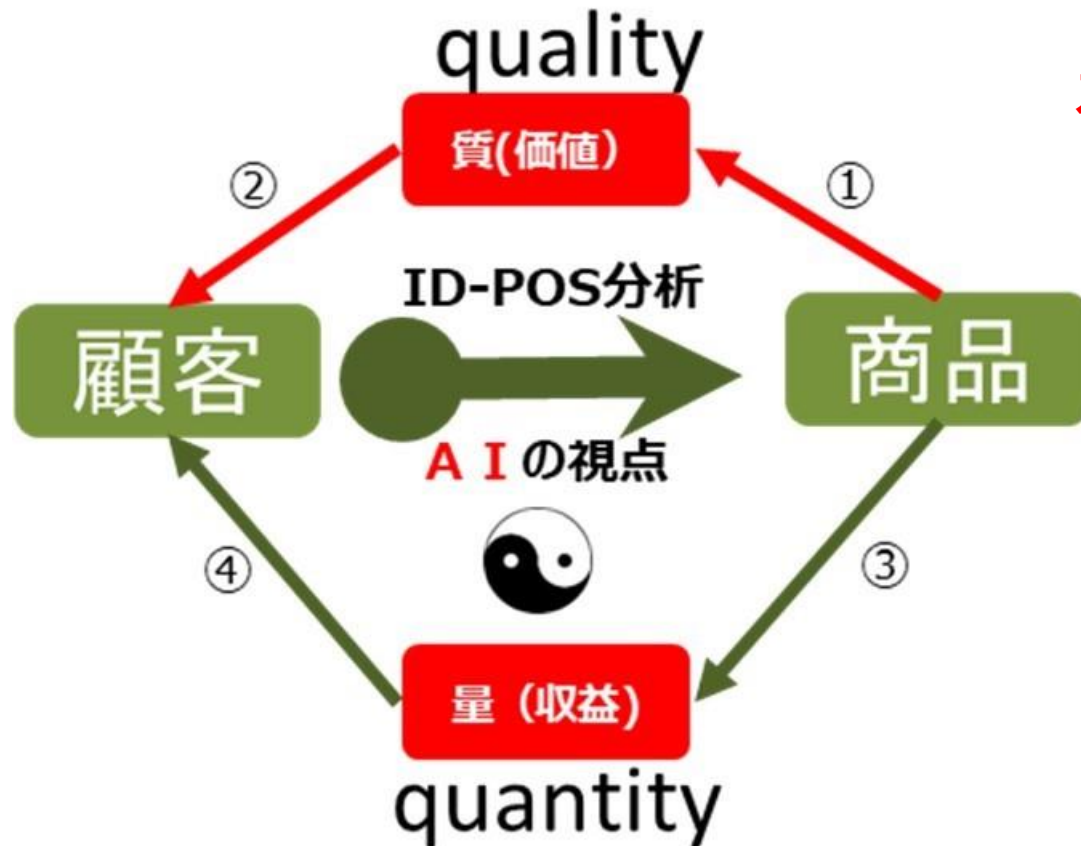 quality
質(価値）
②
①
ID-POS分析
顧客
商品
ＡＩの視点
④
③
量（収益)
quantity